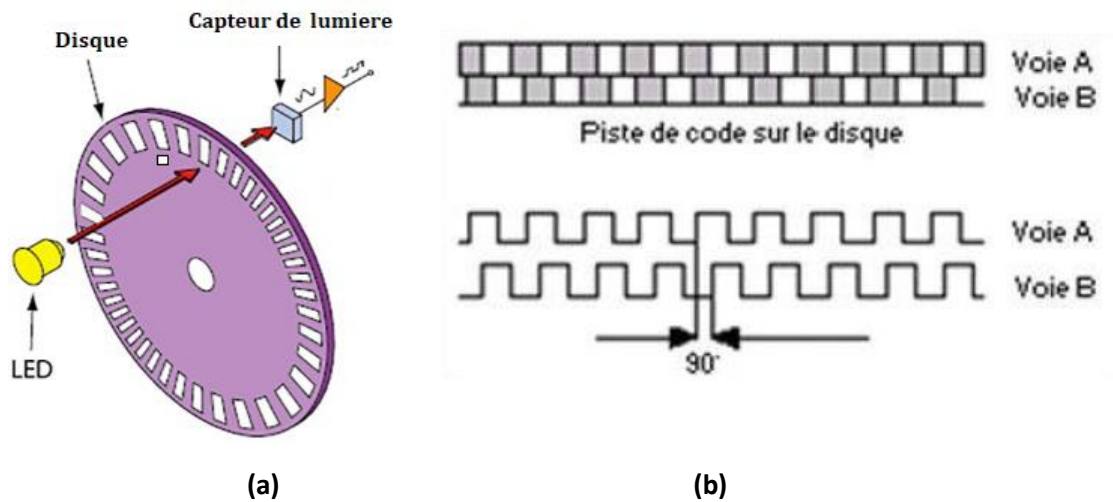 Capteur de lumiere
Disque
LED
(a)
Voie A
Voie B
Piste de code sur le disque
Voie A
Voie B
90°
(b)